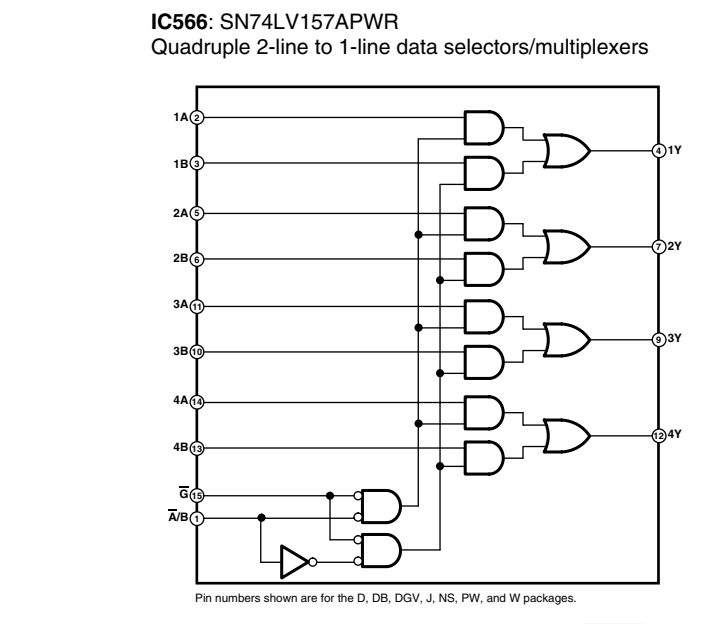 IC566: SN74LV157APWR
Quadruple 2-line to 1-line data selectors/multiplexers
1A 2
4 1Y
1B 3
2A 5
7 2Y
2B 6
3A 11
9 3Y
3B 10
4A 14
12 4Y
4B 13
G̅ 15
A̅/B 1
Pin numbers shown are for the D, DB, DGV, J, NS, PW, and W packages.